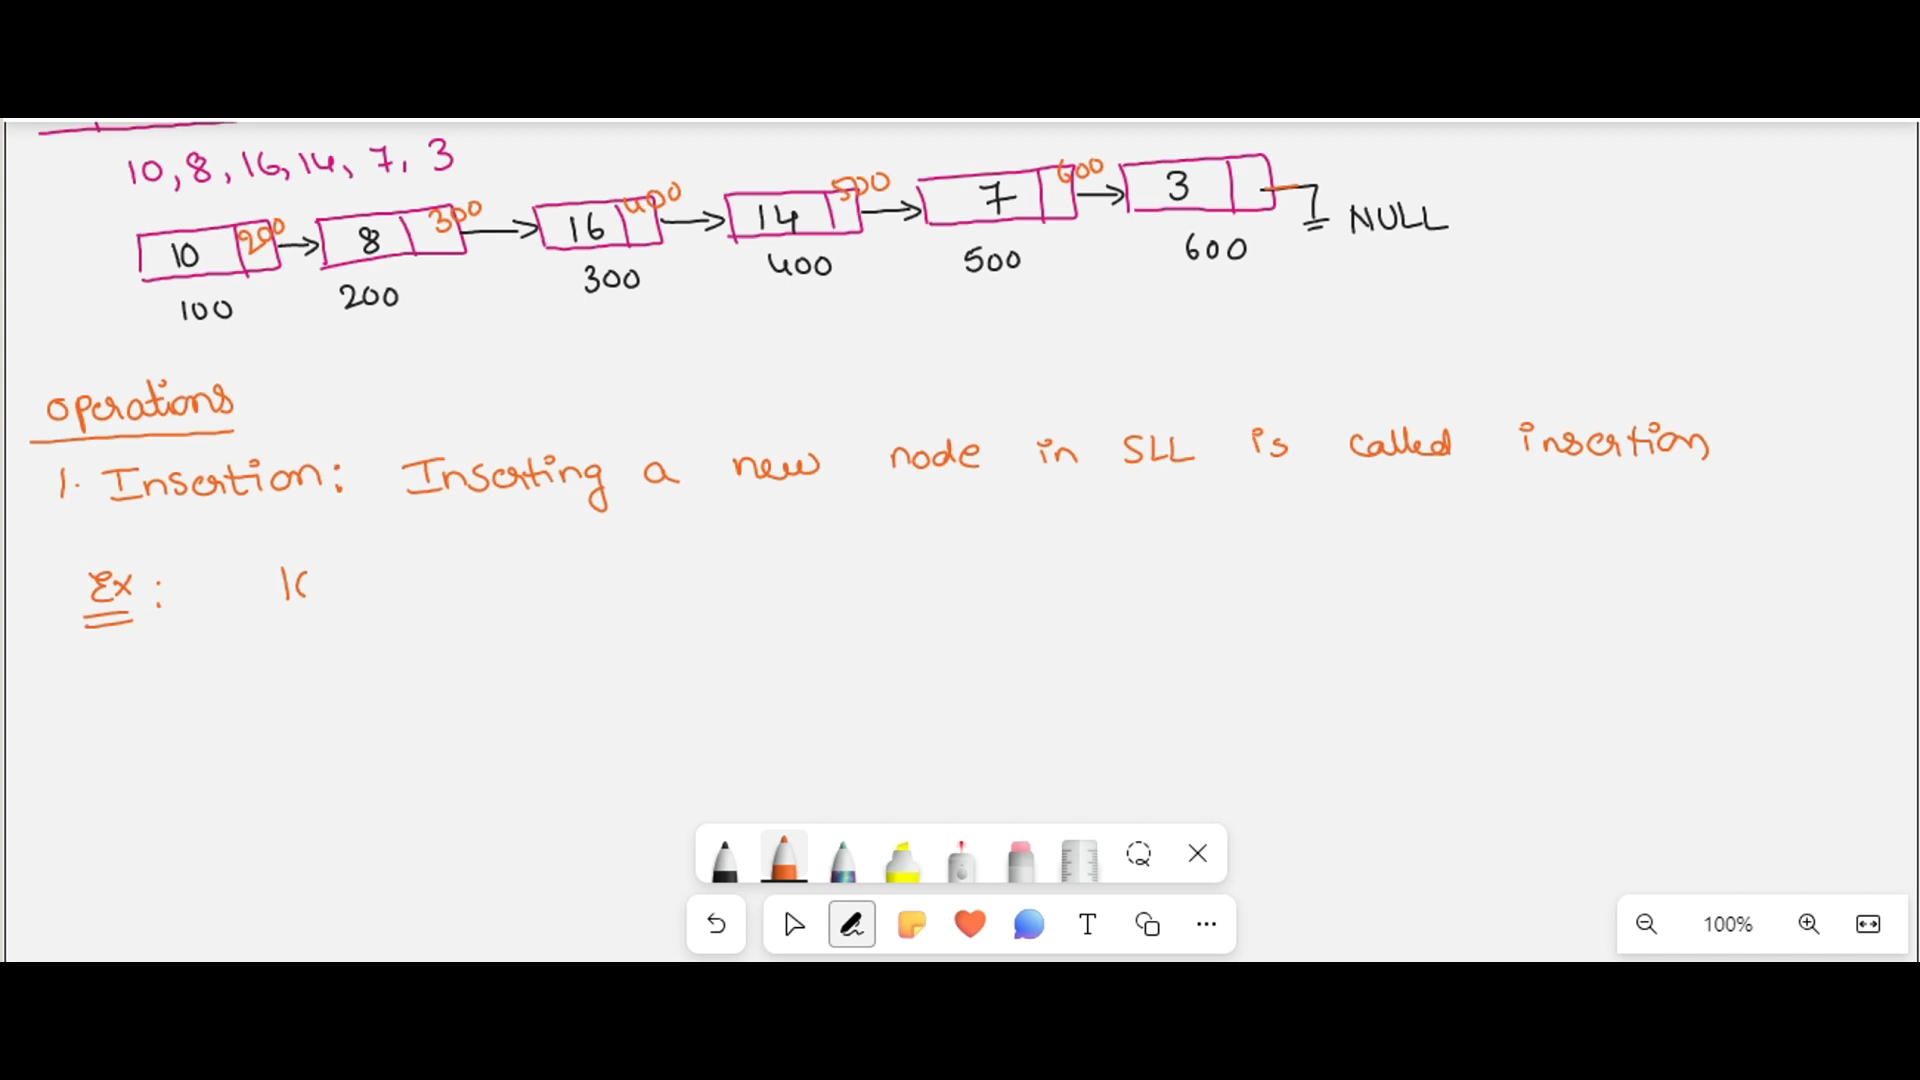 10, 8, 16, 14, 7, 3
10 200 8 300 16 400 14 500 7 600 3 NULL
100 200 300 400 500 600
operations
1. Insertion: Inserting a new node in SLL is called insertion,
Ex :
100%